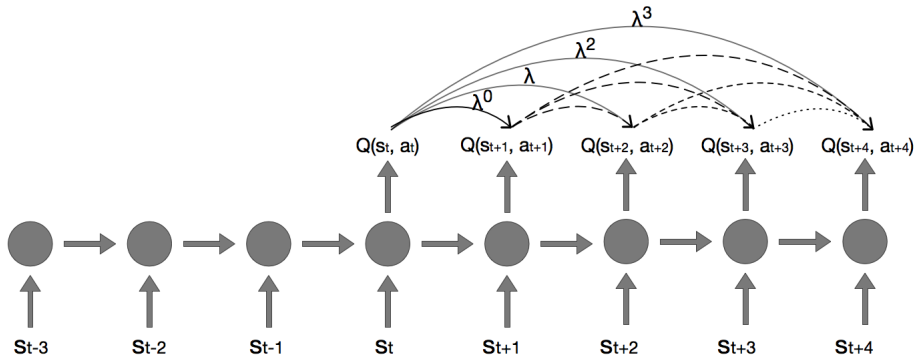 λ³
λ²
λ
λ⁰
Q(st, at) Q(st+1, at+1) Q(st+2, at+2) Q(st+3, at+3) Q(st+4, at+4)
st-3 st-2 st-1 st st+1 st+2 st+3 st+4